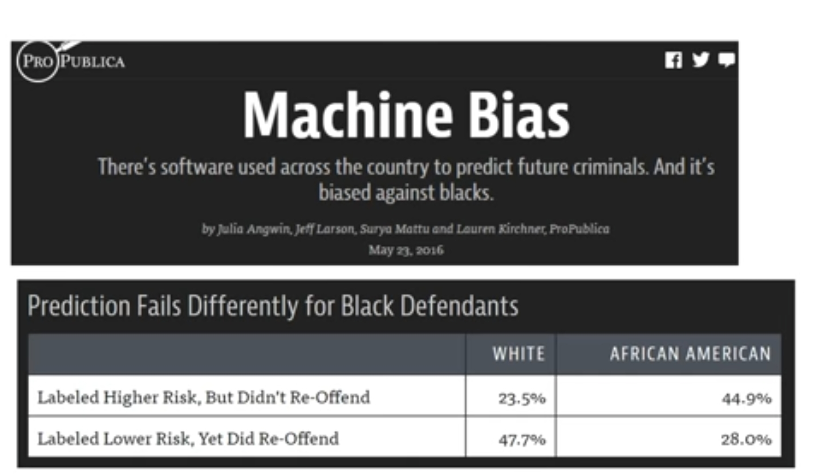 PROPUBLICA
Machine Bias
There's software used across the country to predict future criminals. And it's
biased against blacks.
by Julia Angwin, Jeff Larson, Surya Mattu and Lauren Kirchner, ProPublica
May 23, 2016
Prediction Fails Differently for Black Defendants
WHITE AFRICAN AMERICAN
Labeled Higher Risk, But Didn't Re-Offend 23.5% 44.9%
Labeled Lower Risk, Yet Did Re-Offend 47.7% 28.0%